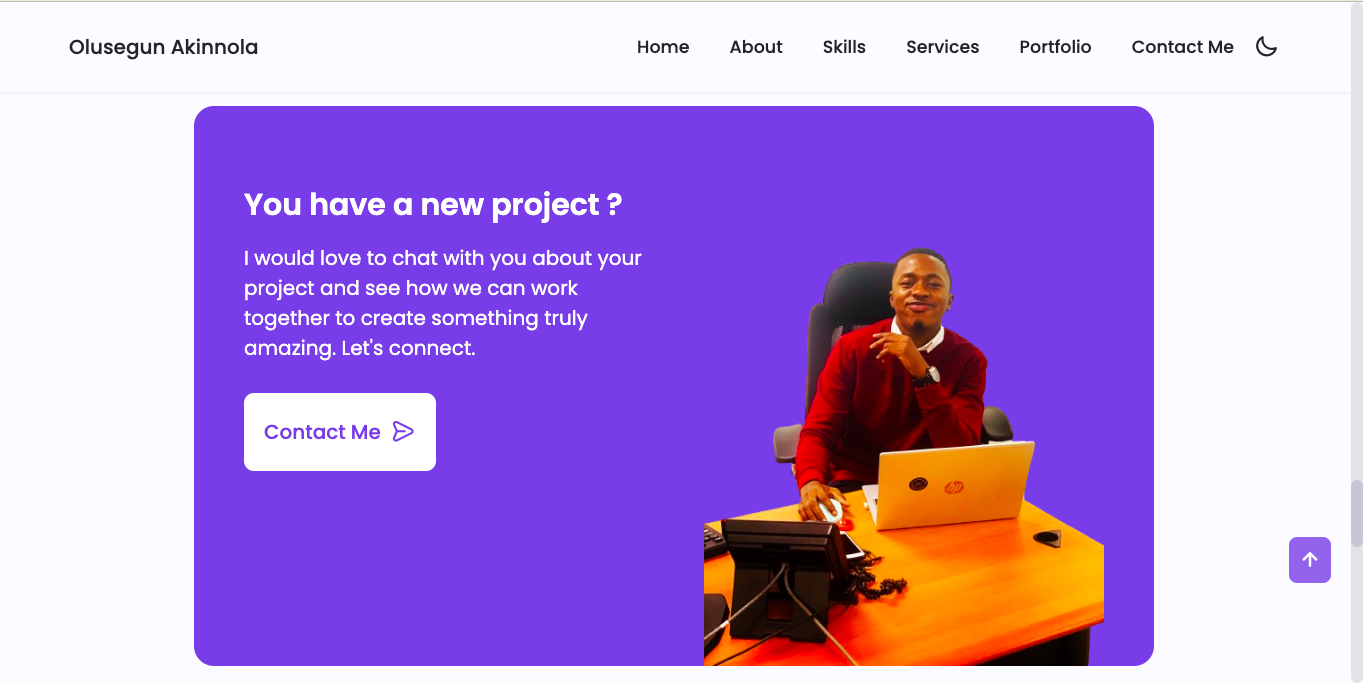 Olusegun Akinnola
Home About Skills Services Portfolio Contact Me
You have a new project ?
I would love to chat with you about your
project and see how we can work
together to create something truly
amazing. Let's connect.
Contact Me
hp